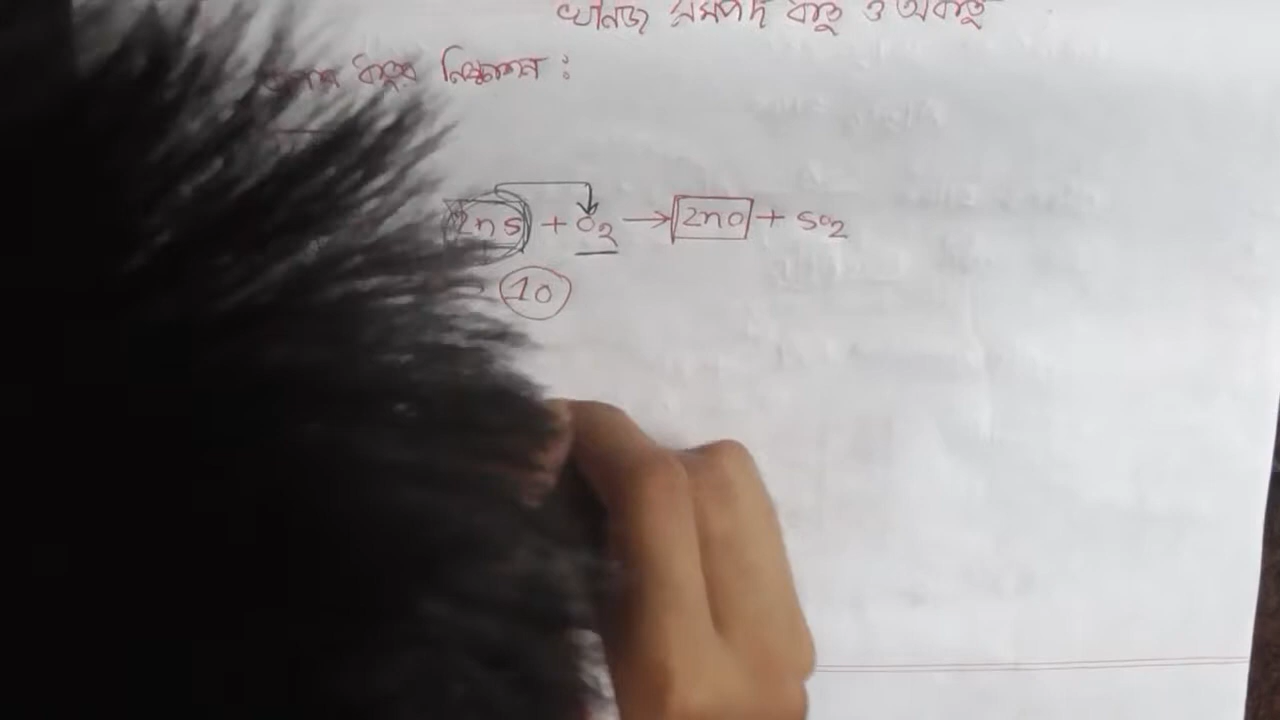 খনিজ সম্পদ ধাতু ও অধাতু
ধাতুর নিষ্কাশন :
ZnS + O2 → ZnO + SO2
10